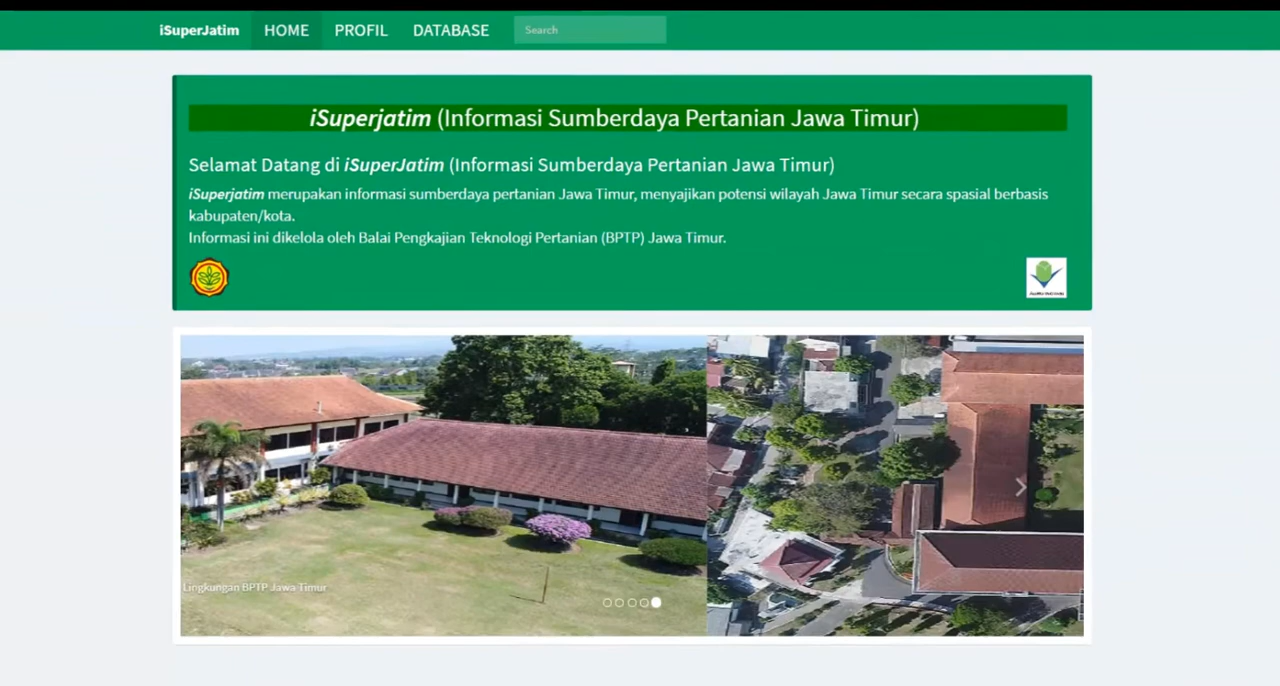 iSuperJatim HOME PROFIL DATABASE Search
iSuperjatim (Informasi Sumberdaya Pertanian Jawa Timur)
Selamat Datang di iSuperJatim (Informasi Sumberdaya Pertanian Jawa Timur)
iSuperjatim merupakan informasi sumberdaya pertanian Jawa Timur, menyajikan potensi wilayah Jawa Timur secara spasial berbasis
kabupaten/kota.
Informasi ini dikelola oleh Balai Pengkajian Teknologi Pertanian (BPTP) Jawa Timur.
Lingkungan BPTP Jawa Timur